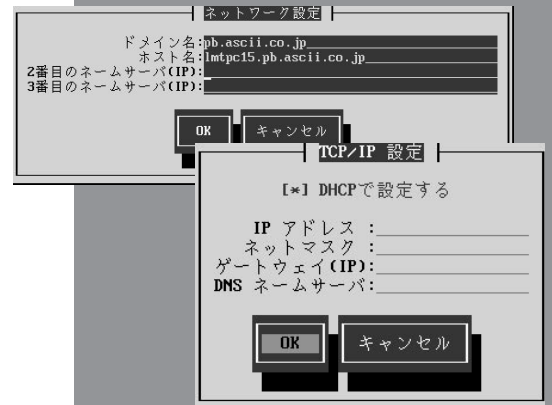 ネットワーク設定
ドメイン名:pb.ascii.co.jp
ホスト名:lmtpc15.pb.ascii.co.jp
2番目のネームサーバ(IP):
3番目のネームサーバ(IP):
OK キャンセル
TCP/IP 設定
[*] DHCPで設定する
IP アドレス :
ネットマスク :
ゲートウェイ(IP):
DNS ネームサーバ:
OK キャンセル